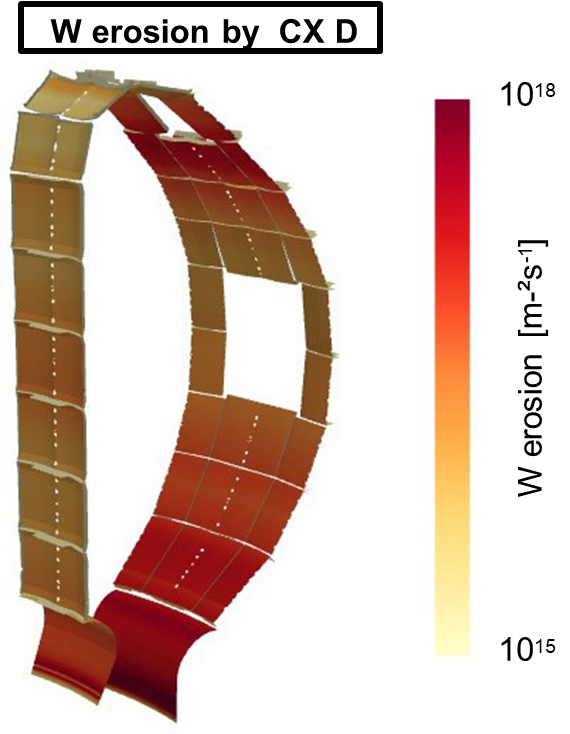 W erosion by CX D
10¹⁸
W erosion [m-²s-¹]
10¹⁵